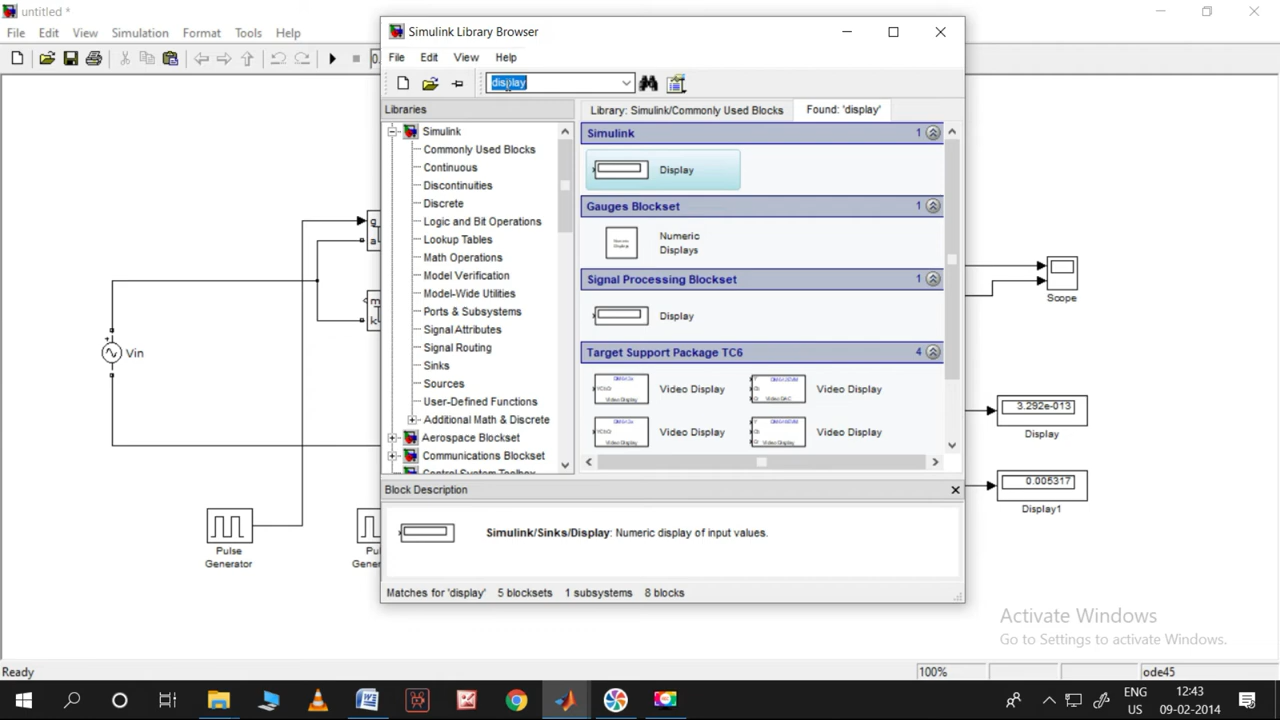 untitled *
File Edit View Simulation Format Tools Help
Simulink Library Browser
File Edit View Help
display
Libraries
Library: Simulink/Commonly Used Blocks
Found: 'display'
Simulink
Commonly Used Blocks
Continuous
Discontinuities
Discrete
Logic and Bit Operations
Lookup Tables
Math Operations
Model Verification
Model-Wide Utilities
Ports & Subsystems
Signal Attributes
Signal Routing
Sinks
Sources
User-Defined Functions
Additional Math & Discrete
Aerospace Blockset
Communications Blockset
Control System Toolbox
Simulink 1
Display
Gauges Blockset 1
Numeric
Displays
Signal Processing Blockset 1
Display
Target Support Package TC6 4
Video Display
Video Display
Video Display
Video Display
Block Description
Simulink/Sinks/Display: Numeric display of input values.
Matches for 'display' 5 blocksets 1 subsystems 8 blocks
g
a
m
k
Vin
Pulse
Generator
Scope
3.292e-013
Display
0.005317
Display1
Activate Windows
Go to Settings to activate Windows.
Ready
100%
ode45
ENG
US
12:43
09-02-2014